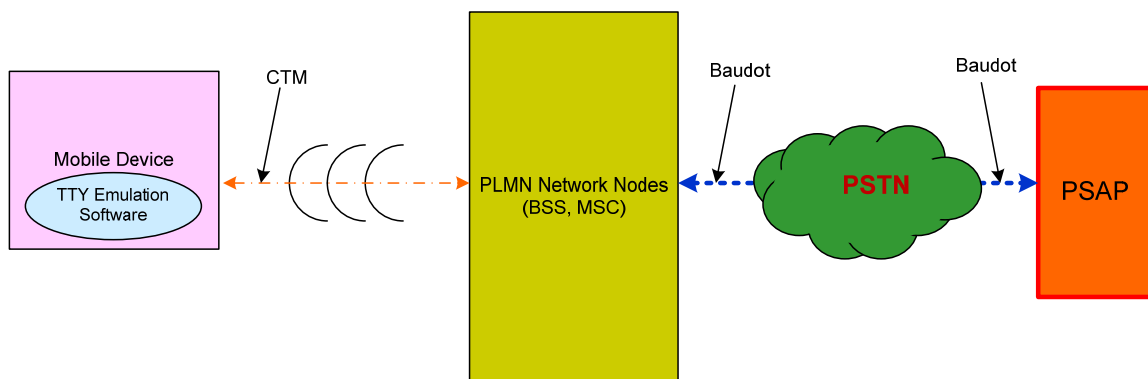 CTM
Mobile Device
TTY Emulation
Software
PLMN Network Nodes
(BSS, MSC)
Baudot
PSTN
Baudot
PSAP